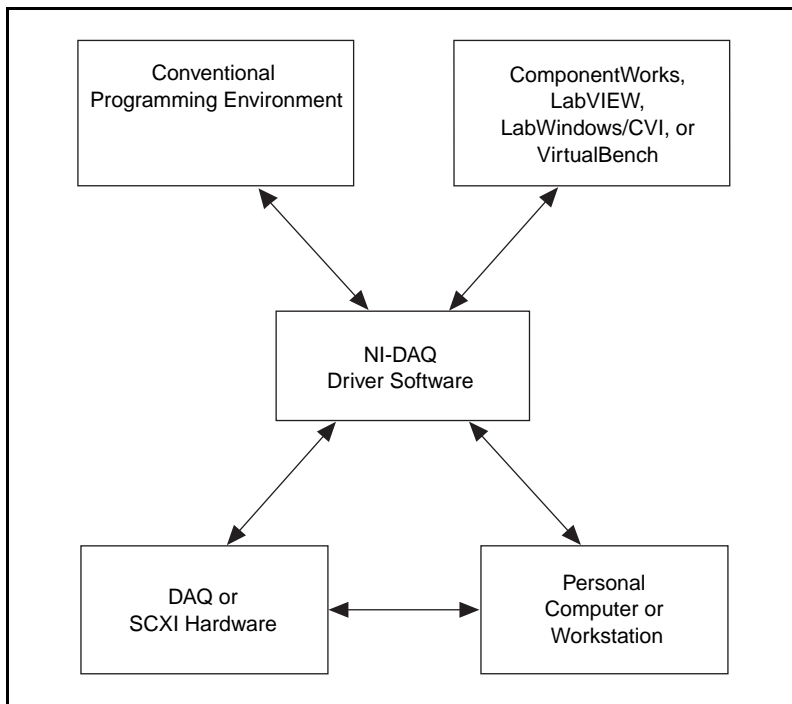 Conventional
Programming Environment
ComponentWorks,
LabVIEW,
LabWindows/CVI, or
VirtualBench
NI-DAQ
Driver Software
DAQ or
SCXI Hardware
Personal
Computer or
Workstation